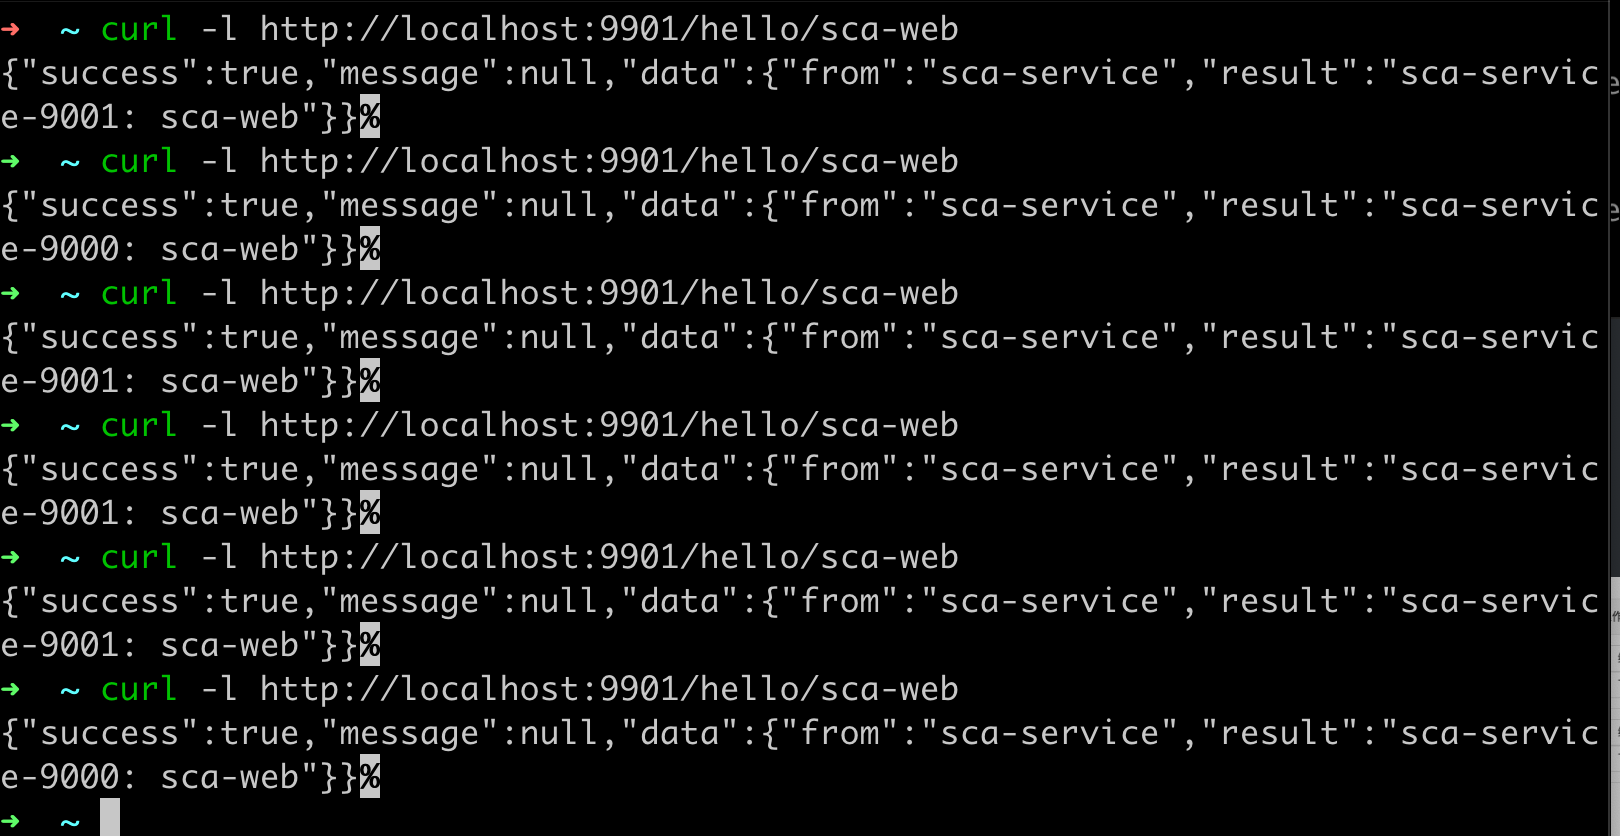 ➜  ~ curl -l http://localhost:9901/hello/sca-web
{"success":true,"message":null,"data":{"from":"sca-service","result":"sca-servic
e-9001: sca-web"}}%
➜  ~ curl -l http://localhost:9901/hello/sca-web
{"success":true,"message":null,"data":{"from":"sca-service","result":"sca-servic
e-9000: sca-web"}}%
➜  ~ curl -l http://localhost:9901/hello/sca-web
{"success":true,"message":null,"data":{"from":"sca-service","result":"sca-servic
e-9001: sca-web"}}%
➜  ~ curl -l http://localhost:9901/hello/sca-web
{"success":true,"message":null,"data":{"from":"sca-service","result":"sca-servic
e-9001: sca-web"}}%
➜  ~ curl -l http://localhost:9901/hello/sca-web
{"success":true,"message":null,"data":{"from":"sca-service","result":"sca-servic
e-9001: sca-web"}}%
➜  ~ curl -l http://localhost:9901/hello/sca-web
{"success":true,"message":null,"data":{"from":"sca-service","result":"sca-servic
e-9000: sca-web"}}%
➜  ~